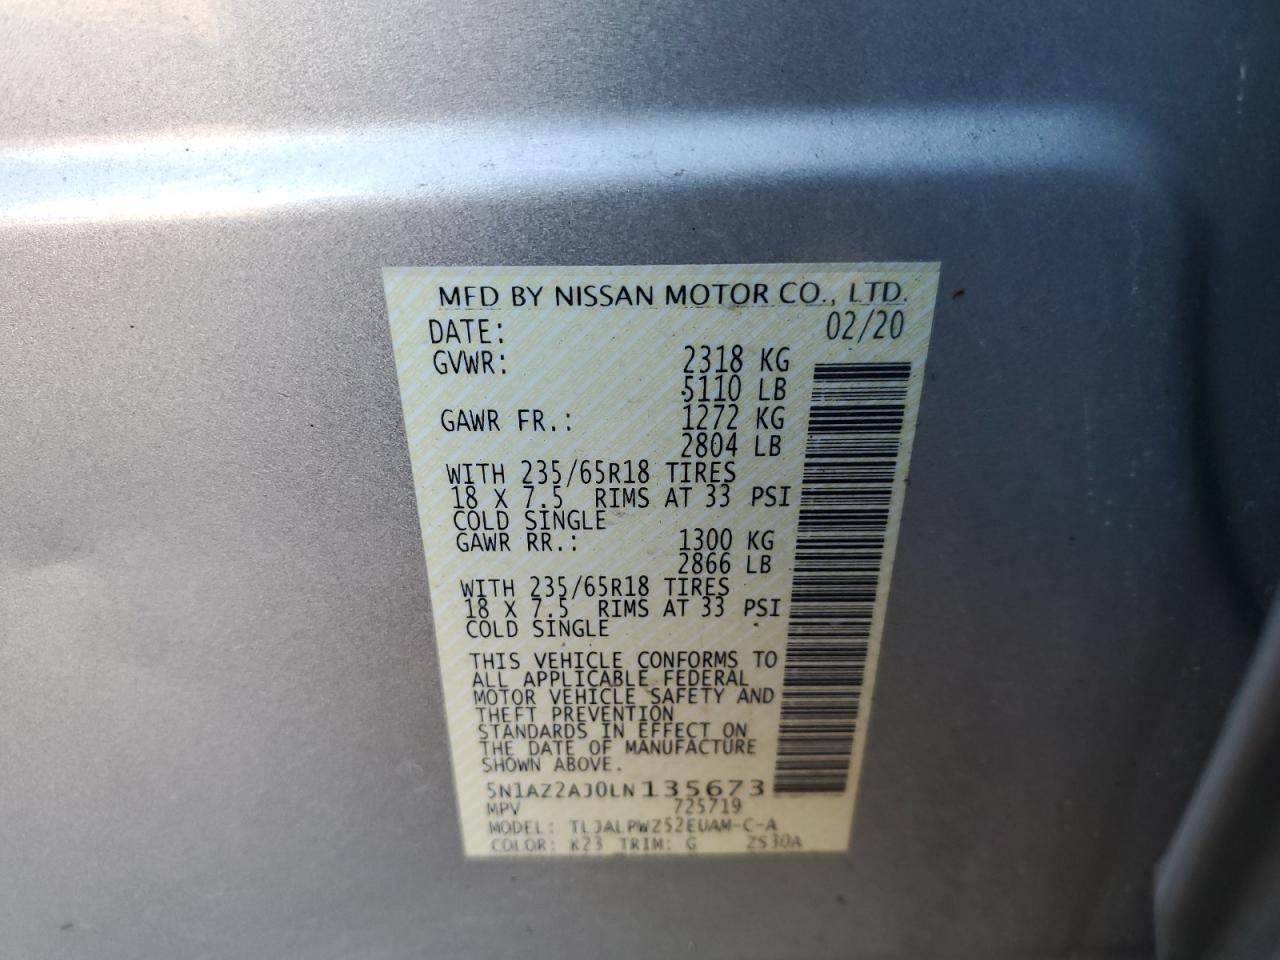 MFD BY NISSAN MOTOR CO., LTD.
DATE: 02/20
GVWR: 2318 KG
5110 LB
GAWR FR.: 1272 KG
2804 LB
WITH 235/65R18 TIRES
18 X 7.5 RIMS AT 33 PSI
COLD SINGLE
GAWR RR.: 1300 KG
2866 LB
WITH 235/65R18 TIRES
18 X 7.5 RIMS AT 33 PSI
COLD SINGLE
THIS VEHICLE CONFORMS TO
ALL APPLICABLE FEDERAL
MOTOR VEHICLE SAFETY AND
THEFT PREVENTION
STANDARDS IN EFFECT ON
THE DATE OF MANUFACTURE
SHOWN ABOVE.
5N1AZ2AJ0LN135673
MPV 725719
MODEL: TLJALPWZ52EUAM-C-A
COLOR: K23 TRIM: G ZS30A